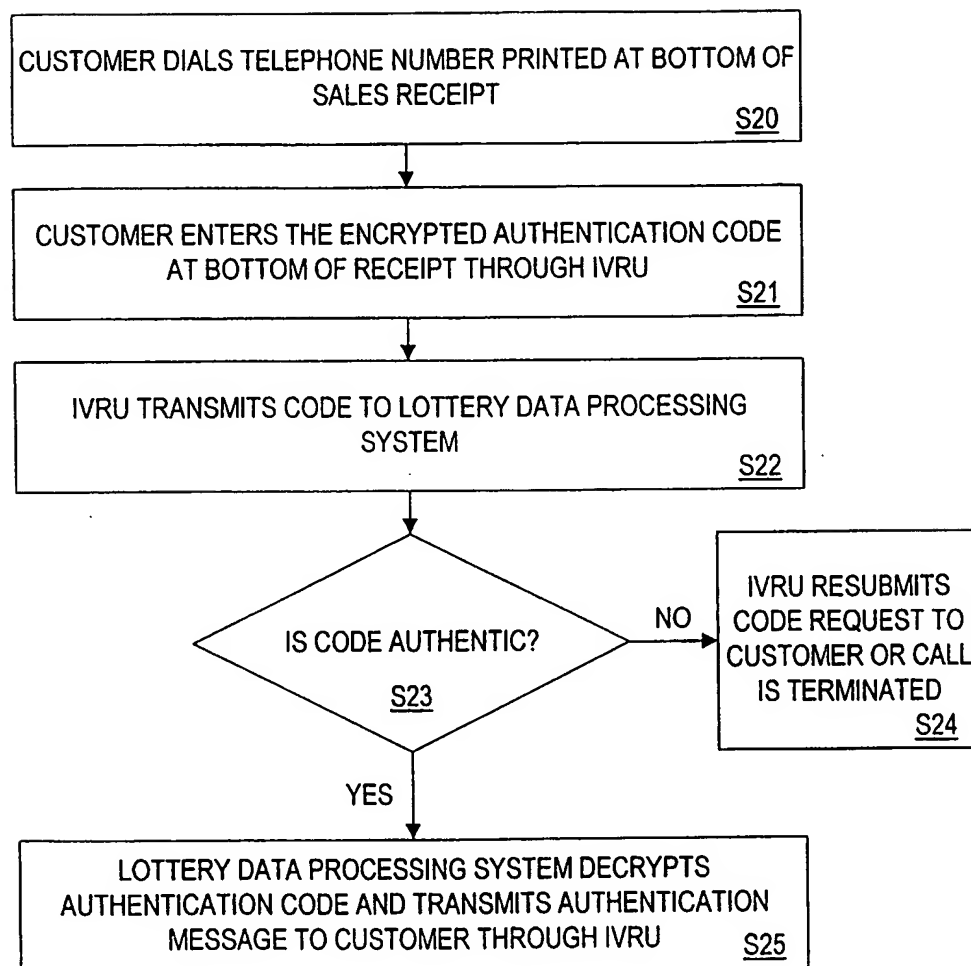 CUSTOMER DIALS TELEPHONE NUMBER PRINTED AT BOTTOM OF
SALES RECEIPT
S20
CUSTOMER ENTERS THE ENCRYPTED AUTHENTICATION CODE
AT BOTTOM OF RECEIPT THROUGH IVRU
S21
IVRU TRANSMITS CODE TO LOTTERY DATA PROCESSING
SYSTEM
S22
IS CODE AUTHENTIC?
S23
NO
IVRU RESUBMITS
CODE REQUEST TO
CUSTOMER OR CALL
IS TERMINATED
S24
YES
LOTTERY DATA PROCESSING SYSTEM DECRYPTS
AUTHENTICATION CODE AND TRANSMITS AUTHENTICATION
MESSAGE TO CUSTOMER THROUGH IVRU
S25